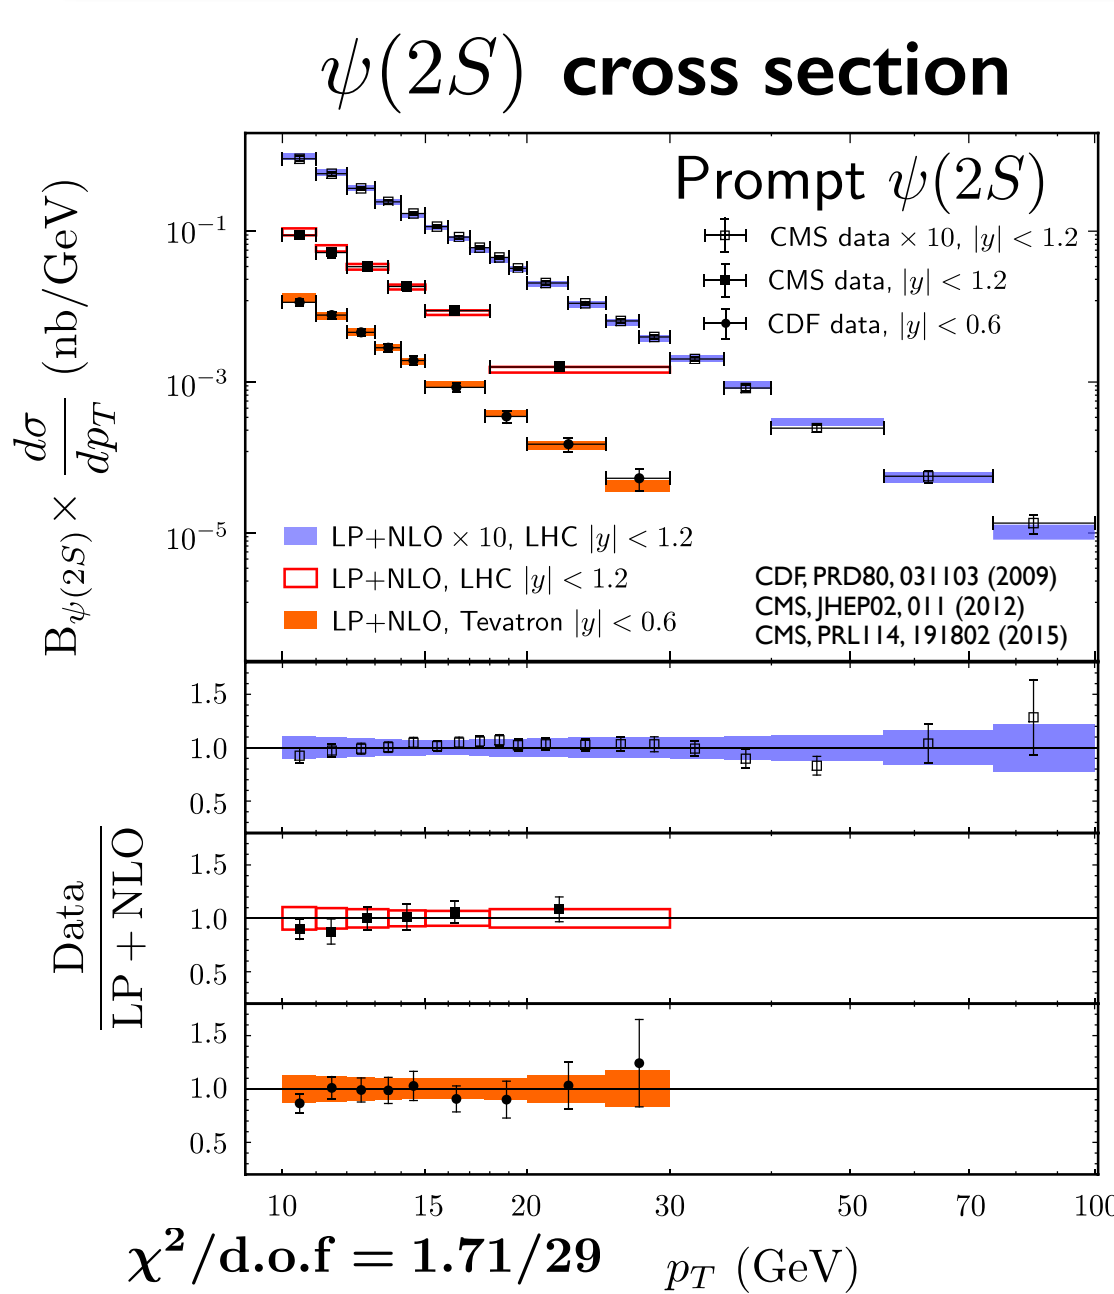 ψ(2S) cross section
B_{ψ(2S)} × dσ/dp_T (nb/GeV)
10^{−1}
10^{−3}
10^{−5}
Prompt ψ(2S)
CMS data × 10, |y| < 1.2
CMS data, |y| < 1.2
CDF data, |y| < 0.6
LP+NLO × 10, LHC |y| < 1.2
LP+NLO, LHC |y| < 1.2
LP+NLO, Tevatron |y| < 0.6
CDF, PRD80, 031103 (2009)
CMS, JHEP02, 011 (2012)
CMS, PRL114, 191802 (2015)
Data
LP + NLO
1.5
1.0
0.5
1.5
1.0
0.5
1.5
1.0
0.5
10 15 20 30 50 70 100
χ²/d.o.f = 1.71/29
p_T (GeV)